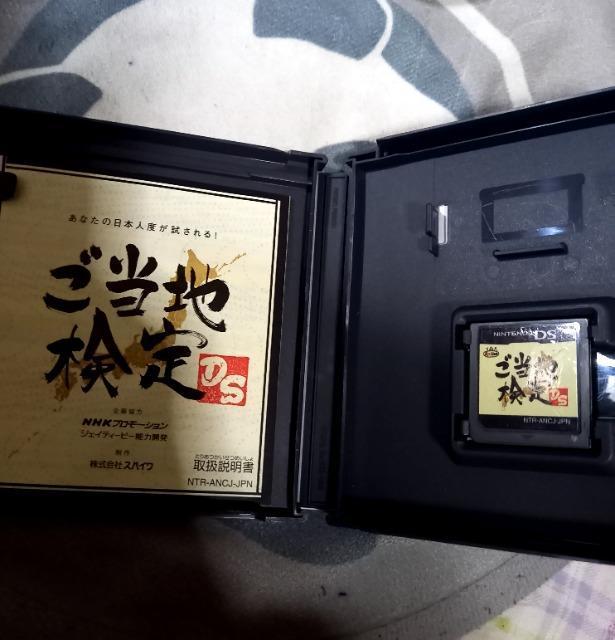 あなたの日本人度が試される！
ご当地
検定
DS
企画協力
NHKプロモーション
ジェイティービー能力開発
制作
株式会社スパイク
とりあつかいせつめいしょ
取扱説明書
NTR-ANCJ-JPN
NINTENDO DS
ご当地
検定
DS
NTR-ANCJ-JPN